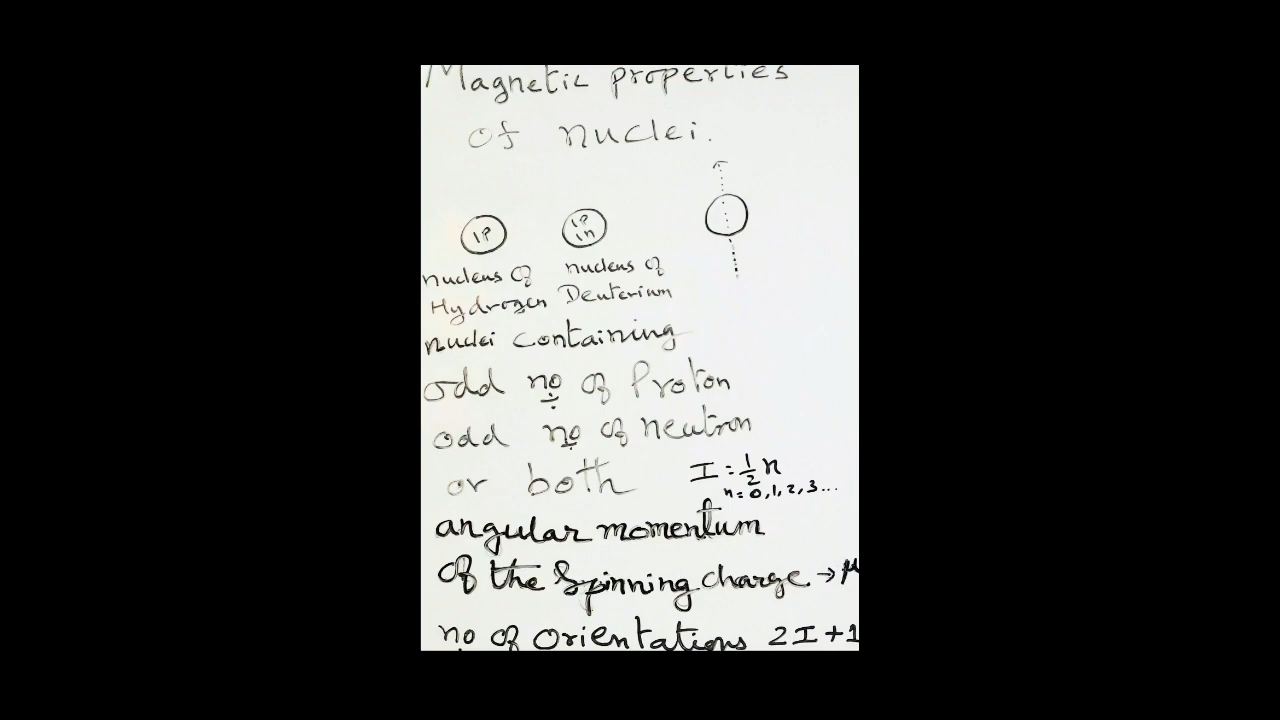 Magnetic properties
of nuclei.
1P
1P
1n
nucleus of Hydrogen
nucleus of Deuterium
nuclei containing
odd no of Proton
odd no of neutron
or both
I = 1/2 n
n = 0, 1, 2, 3...
angular momentum
of the Spinning charge → μ
no of Orientations 2I + 1